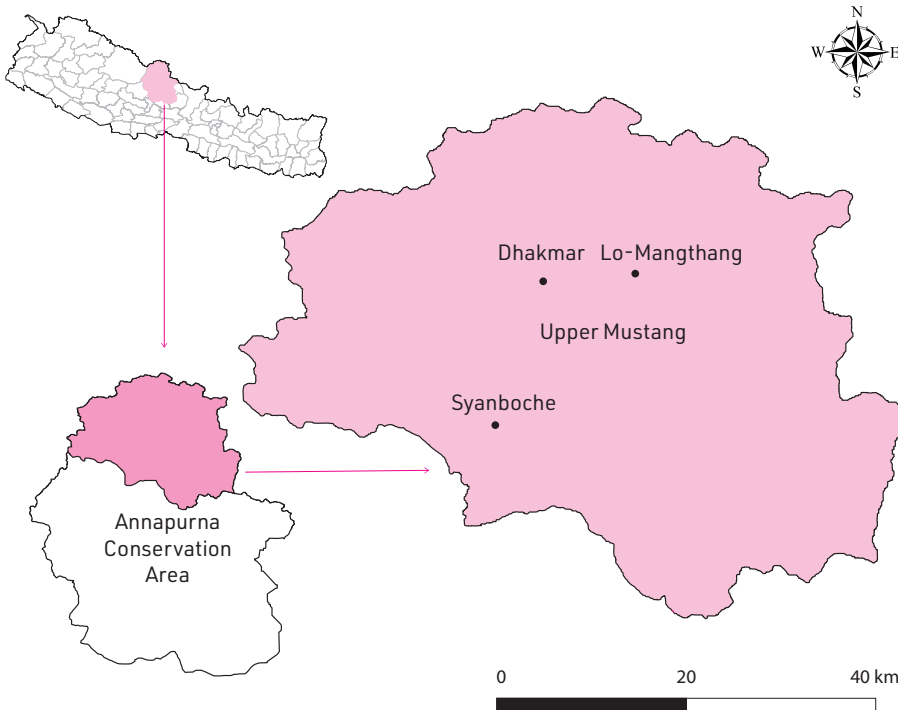 N
W E
S
Dhakmar Lo-Mangthang
Upper Mustang
Syanboche
Annapurna
Conservation
Area
0 20 40 km